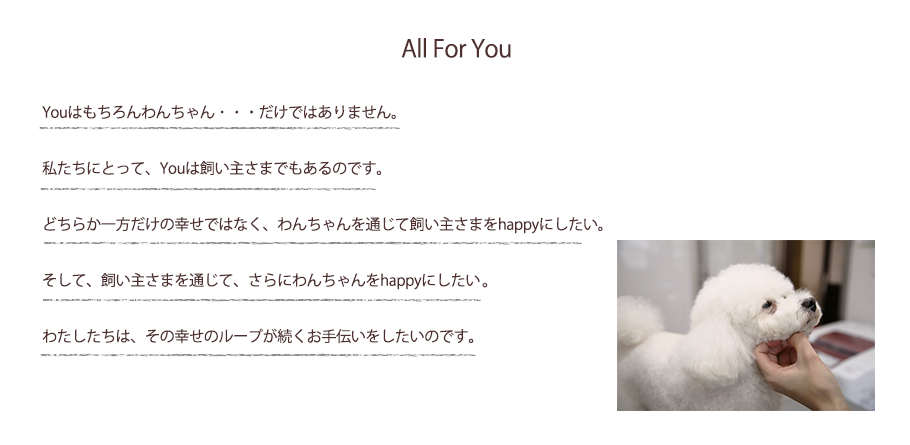 All For You
Youはもちろんわんちゃん・・・だけではありません。
私たちにとって、Youは飼い主さまでもあるのです。
どちらか一方だけの幸せではなく、わんちゃんを通じて飼い主さまをhappyにしたい。
そして、飼い主さまを通じて、さらにわんちゃんをhappyにしたい。
わたしたちは、その幸せのループが続くお手伝いをしたいのです。